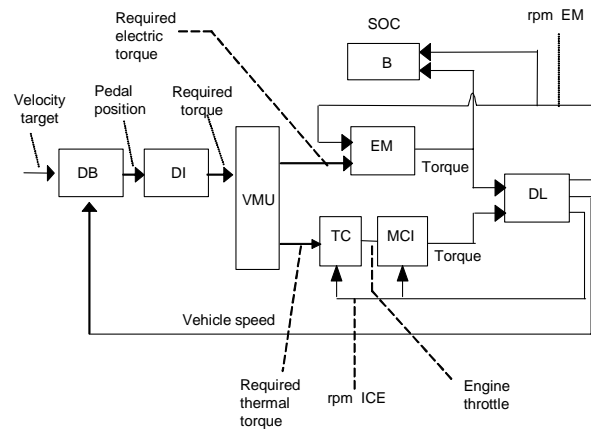 Required
electric
torque
SOC
rpm EM
B
Velocity
target
Pedal
position
Required
torque
DB
DI
VMU
EM
Torque
DL
TC
MCI
Torque
Vehicle speed
Required
thermal
torque
rpm ICE
Engine
throttle